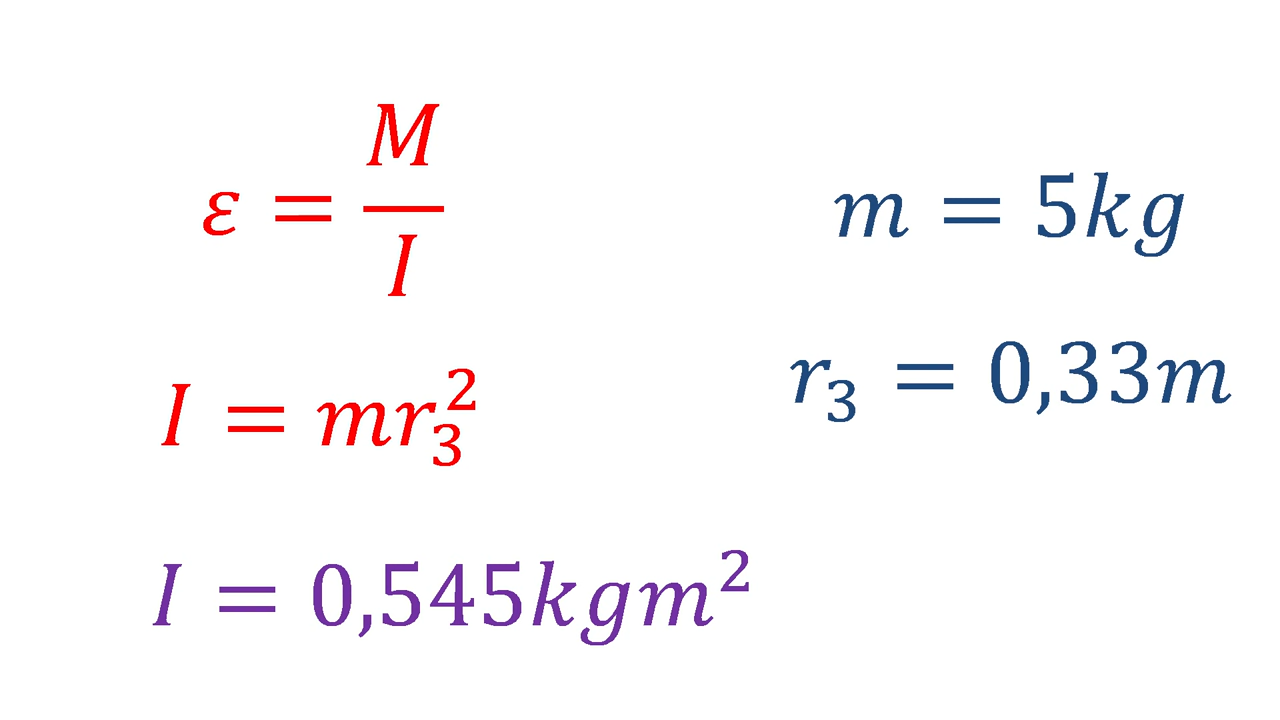 ε = M/I
m = 5kg
I = mr₃²
r₃ = 0,33m
I = 0,545kgm²